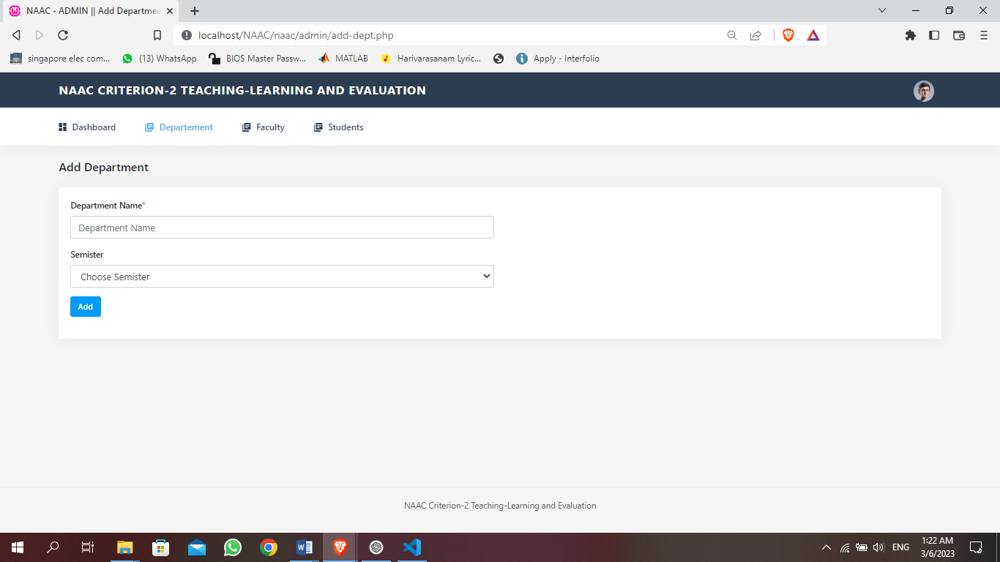 NAAC - ADMIN || Add Departmen
localhost/NAAC/naac/admin/add-dept.php
singapore elec com... (13) WhatsApp BIOS Master Passw... MATLAB Harivarasanam Lyric... Apply - Interfolio
NAAC CRITERION-2 TEACHING-LEARNING AND EVALUATION
Dashboard Departement Faculty Students
Add Department
Department Name*
Department Name
Semister
Choose Semister
Add
NAAC Criterion-2 Teaching-Learning and Evaluation
ENG 1:22 AM
3/6/2023